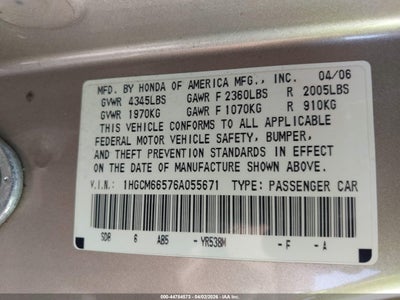 MFD. BY HONDA OF AMERICA MFG., INC. 04/06
GVWR 4345LBS GAWR F 2360LBS R 2005LBS
GVWR 1970KG GAWR F 1070KG R 910KG
THIS VEHICLE CONFORMS TO ALL APPLICABLE
FEDERAL MOTOR VEHICLE SAFETY, BUMPER,
AND THEFT PREVENTION STANDARDS IN EFFECT
ON THE DATE OF MANUFACTURE SHOWN ABOVE.
V.I.N. 1HGCM66576A055671 TYPE: PASSENGER CAR
SDR 6 AB5 -YR538M -F -A
000-44754573 - 04/02/2026 - IAA Inc.